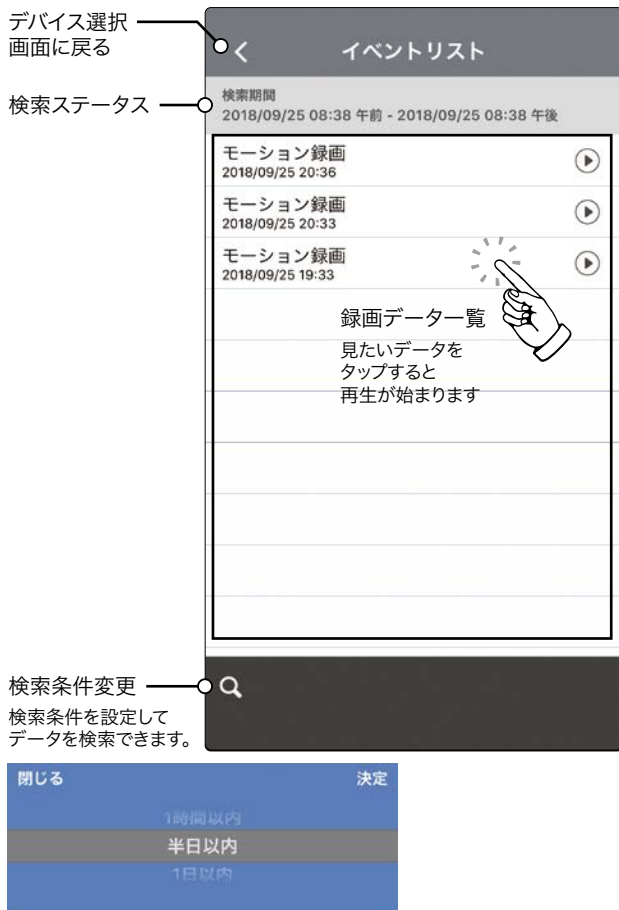 デバイス選択
画面に戻る
イベントリスト
検索ステータス
検索期間
2018/09/25 08:38 午前 - 2018/09/25 08:38 午後
モーション録画
2018/09/25 20:36
モーション録画
2018/09/25 20:33
モーション録画
2018/09/25 19:33
録画データ一覧
見たいデータを
タップすると
再生が始まります
検索条件変更
検索条件を設定して
データを検索できます。
閉じる 決定
1時間以内
半日以内
1日以内